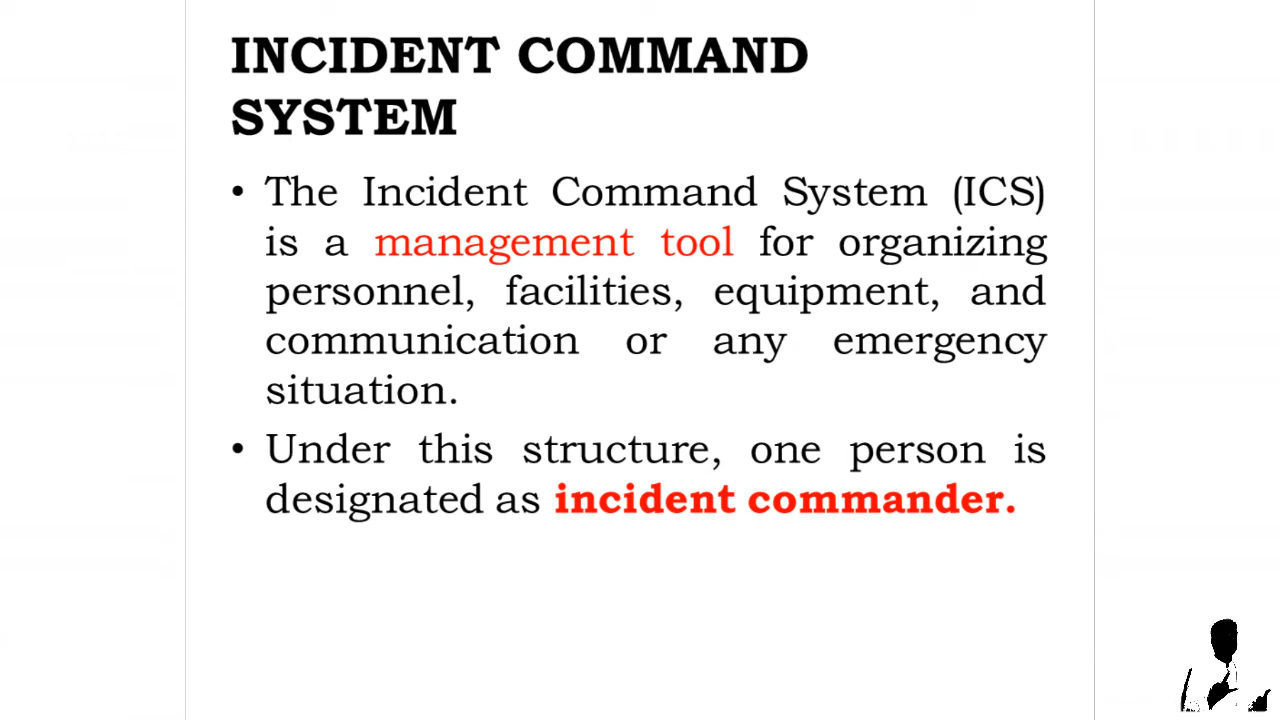 INCIDENT COMMAND
SYSTEM
• The Incident Command System (ICS)
is a management tool for organizing
personnel, facilities, equipment, and
communication or any emergency
situation.
• Under this structure, one person is
designated as incident commander.